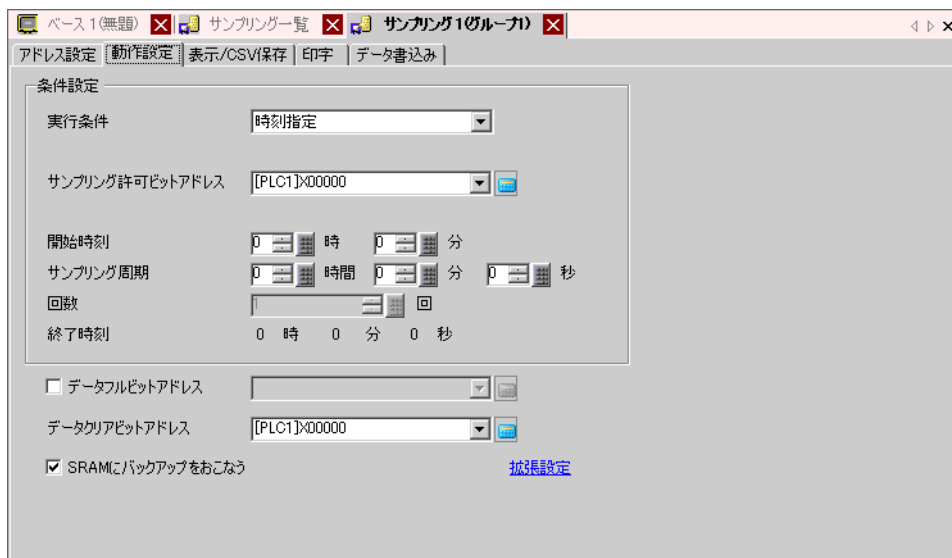 ベース 1(無題) サンプリング一覧 サンプリング1(グループ1)
アドレス設定 動作設定 表示/CSV保存 印字 データ書込み
条件設定
実行条件 時刻指定
サンプリング許可ビットアドレス [PLC1]X00000
開始時刻 0 時 0 分
サンプリング周期 0 時間 0 分 0 秒
回数 1 回
終了時刻 0 時 0 分 0 秒
データフルビットアドレス
データクリアビットアドレス [PLC1]X00000
SRAMにバックアップをおこなう 拡張設定